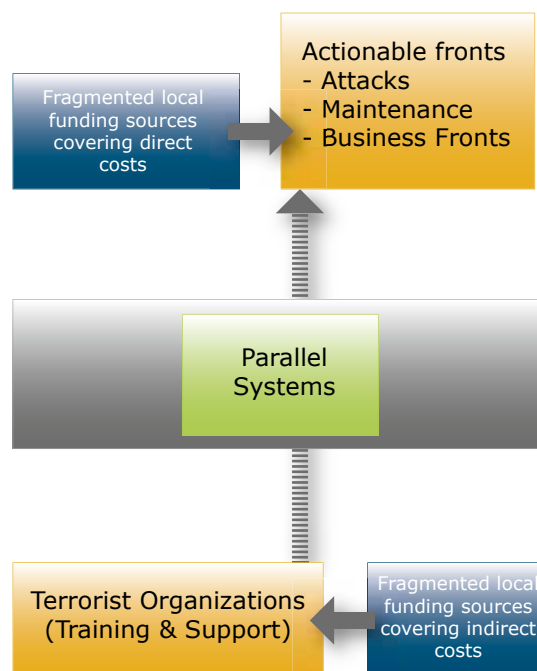 Actionable fronts
- Attacks
- Maintenance
- Business Fronts
Fragmented local
funding sources
covering direct
costs
Parallel
Systems
Terrorist Organizations
(Training & Support)
Fragmented local
funding sources
covering indirect
costs